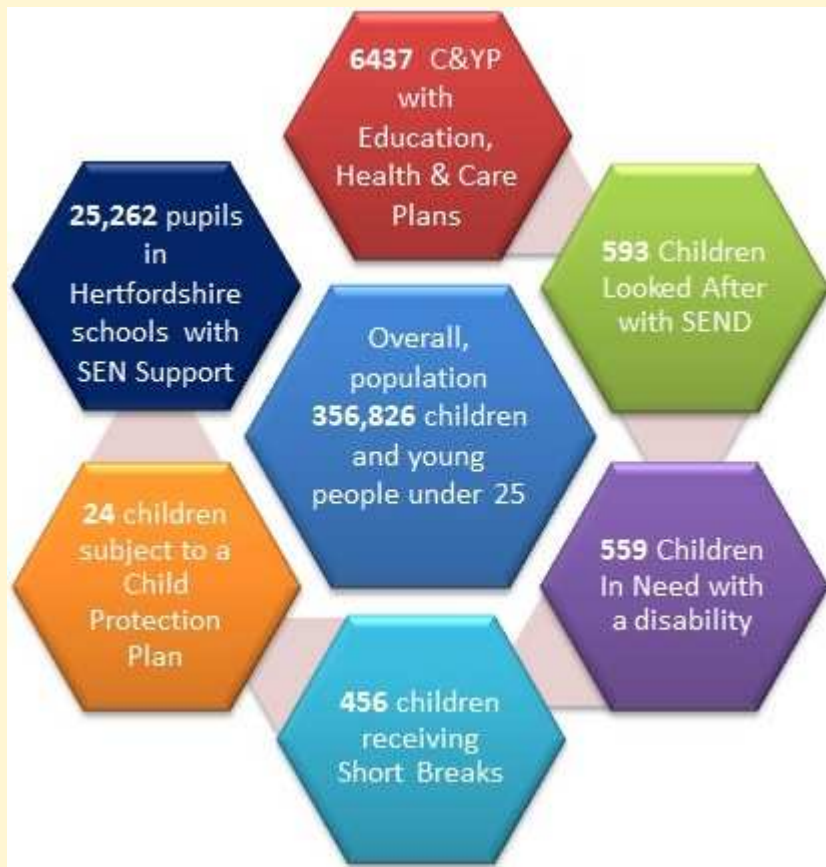 6437 C&YP
with
Education,
Health & Care
Plans
593 Children
Looked After
with SEND
559 Children
In Need with
a disability
456 children
receiving
Short Breaks
24 children
subject to a
Child
Protection
Plan
25,262 pupils
in
Hertfordshire
schools with
SEN Support
Overall,
population
356,826 children
and young
people under 25